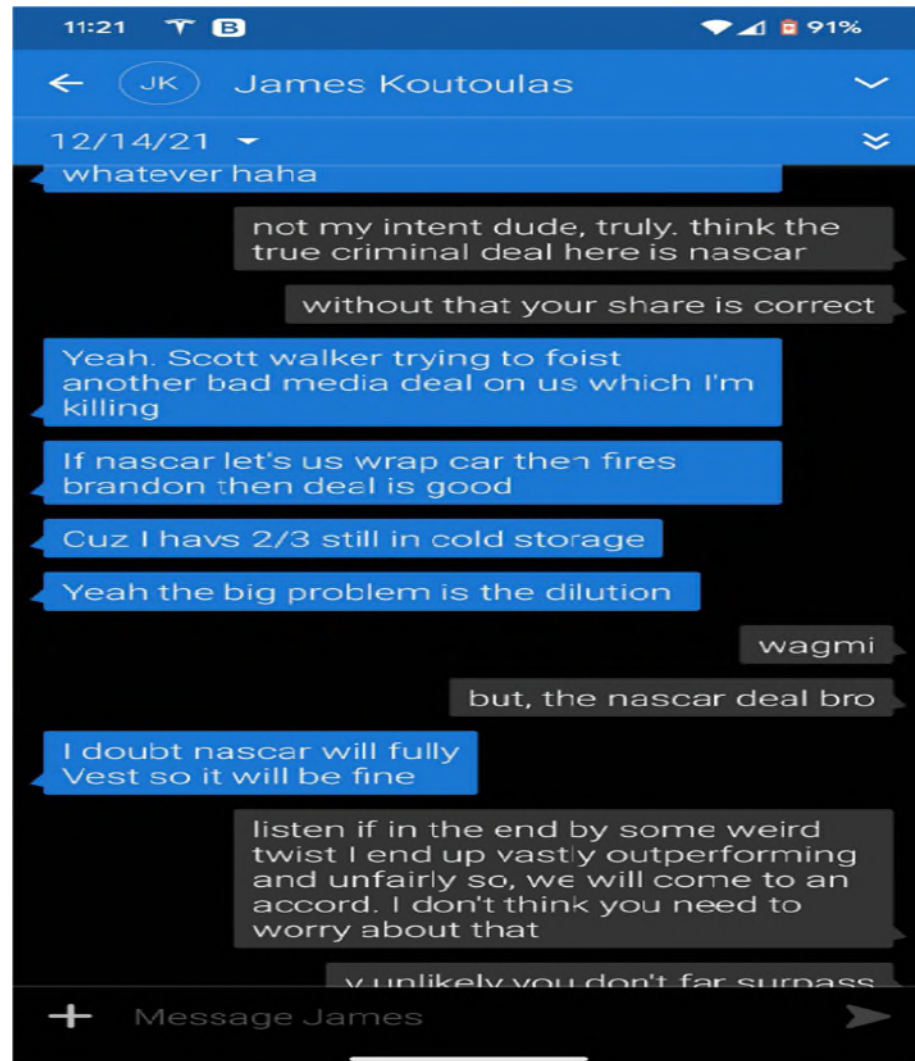 11:21 B 91%
JK James Koutoulas
12/14/21
whatever haha
not my intent dude, truly. think the
true criminal deal here is nascar
without that your share is correct
Yeah. Scott walker trying to foist
another bad media deal on us which I'm
killing
If nascar let's us wrap car then fires
brandon then deal is good
Cuz I havs 2/3 still in cold storage
Yeah the big problem is the dilution
wagmi
but, the nascar deal bro
I doubt nascar will fully
Vest so it will be fine
listen if in the end by some weird
twist I end up vastly outperforming
and unfairly so, we will come to an
accord. I don't think you need to
worry about that
v unlikely you don't far surpass
Message James